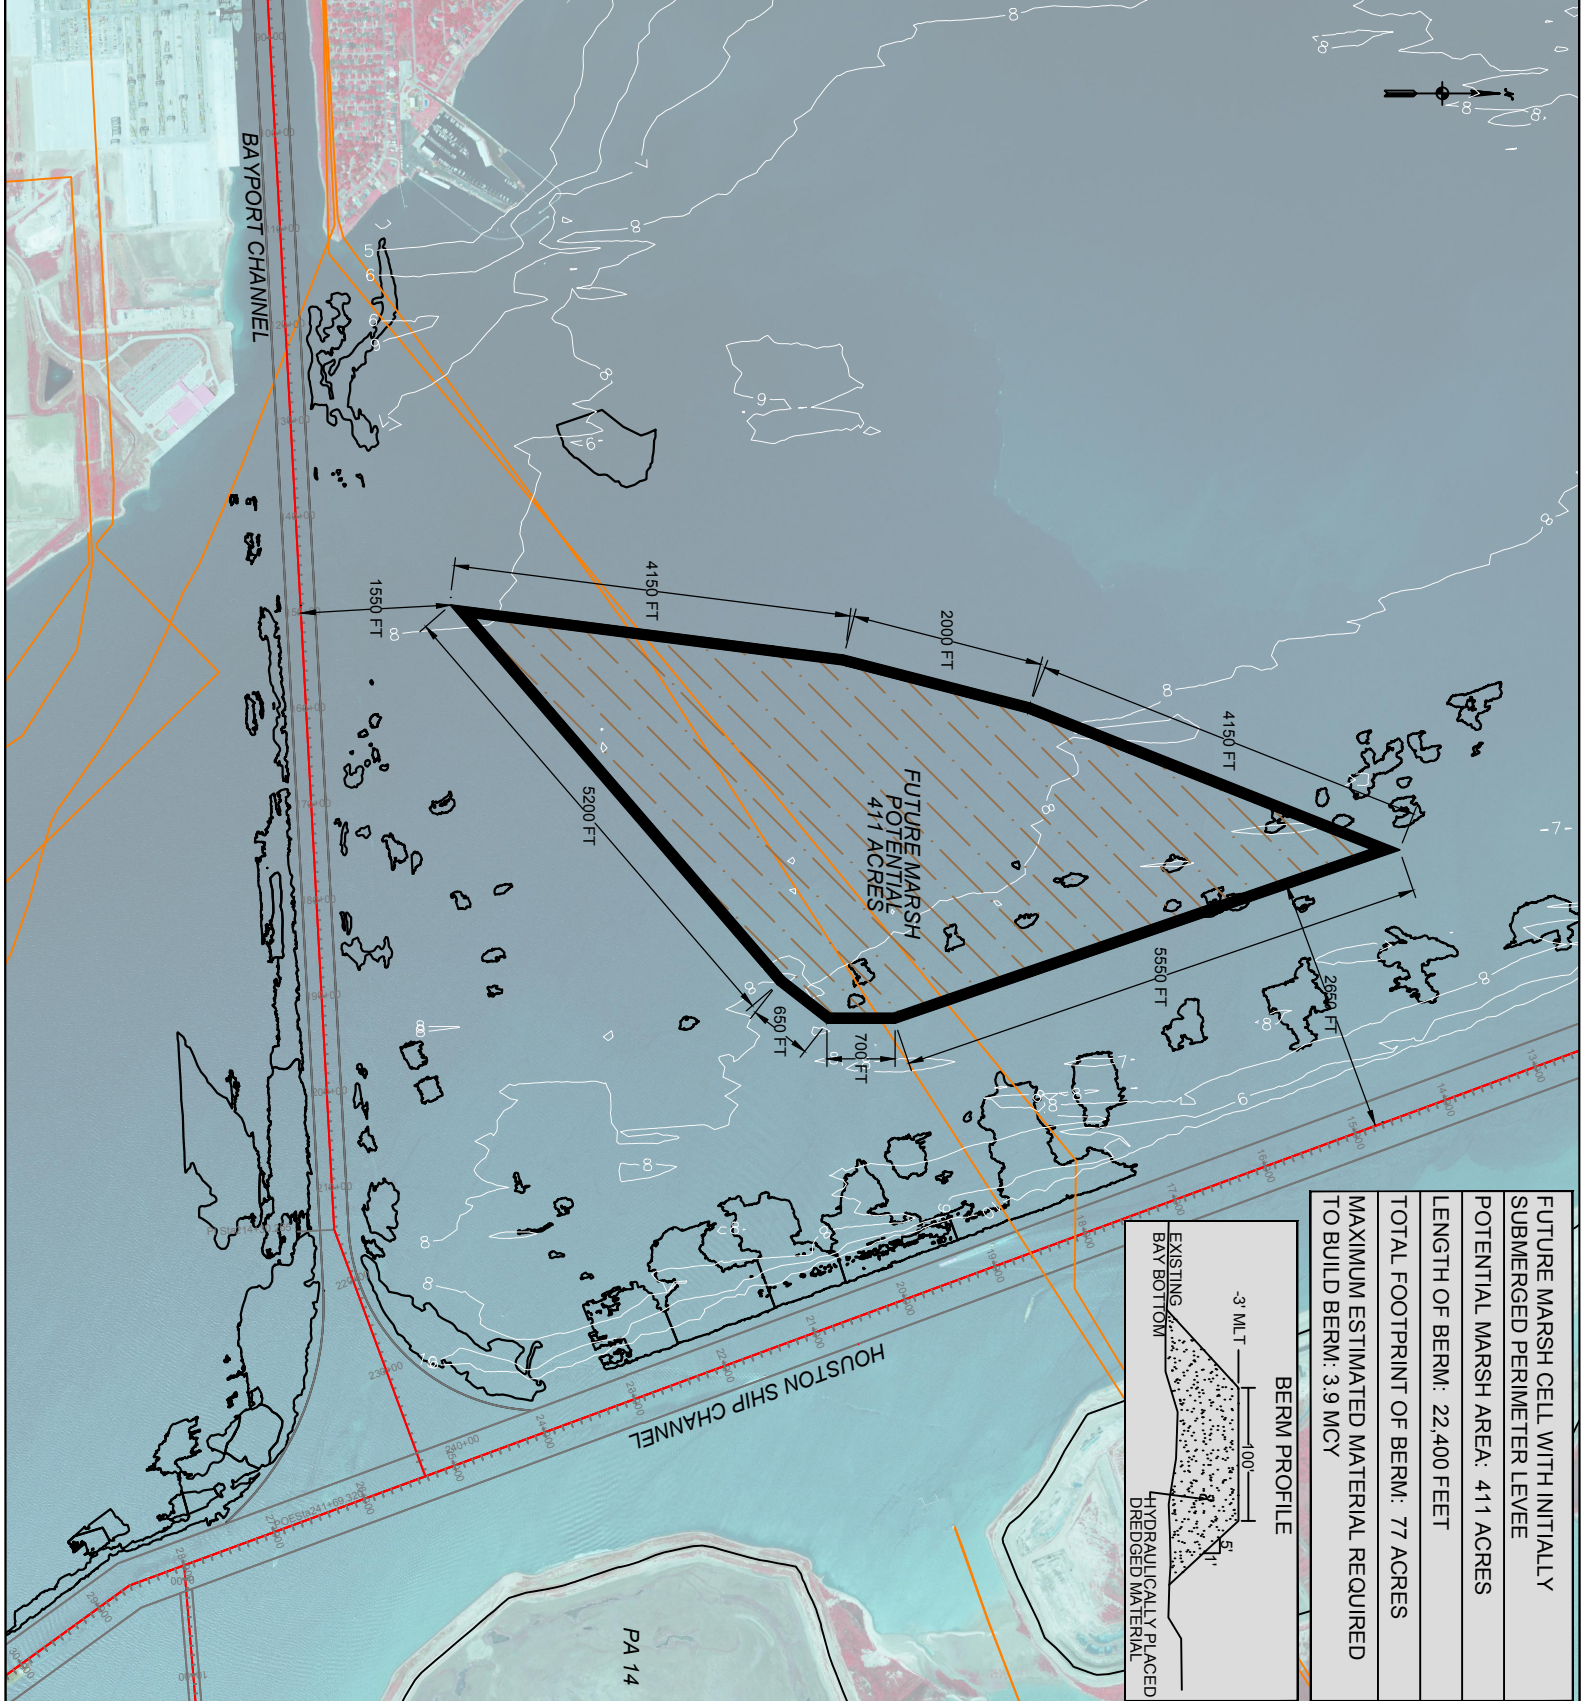 FUTURE MARSH CELL WITH INITIALLY
SUBMERGED PERIMETER LEVEE
POTENTIAL MARSH AREA: 411 ACRES
LENGTH OF BERM: 22,400 FEET
TOTAL FOOTPRINT OF BERM: 77 ACRES
MAXIMUM ESTIMATED MATERIAL REQUIRED
TO BUILD BERM: 3.9 MCY
BERM PROFILE
-3' MLT
100'
5'
1'
EXISTING
BAY BOTTOM
HYDRAULICALLY PLACED
DREDGED MATERIAL
FUTURE MARSH
POTENTIAL
411 ACRES
4150 FT
2000 FT
4150 FT
1550 FT
5200 FT
650 FT
700 FT
5550 FT
2650 FT
BAYPORT CHANNEL
HOUSTON SHIP CHANNEL
PA 14